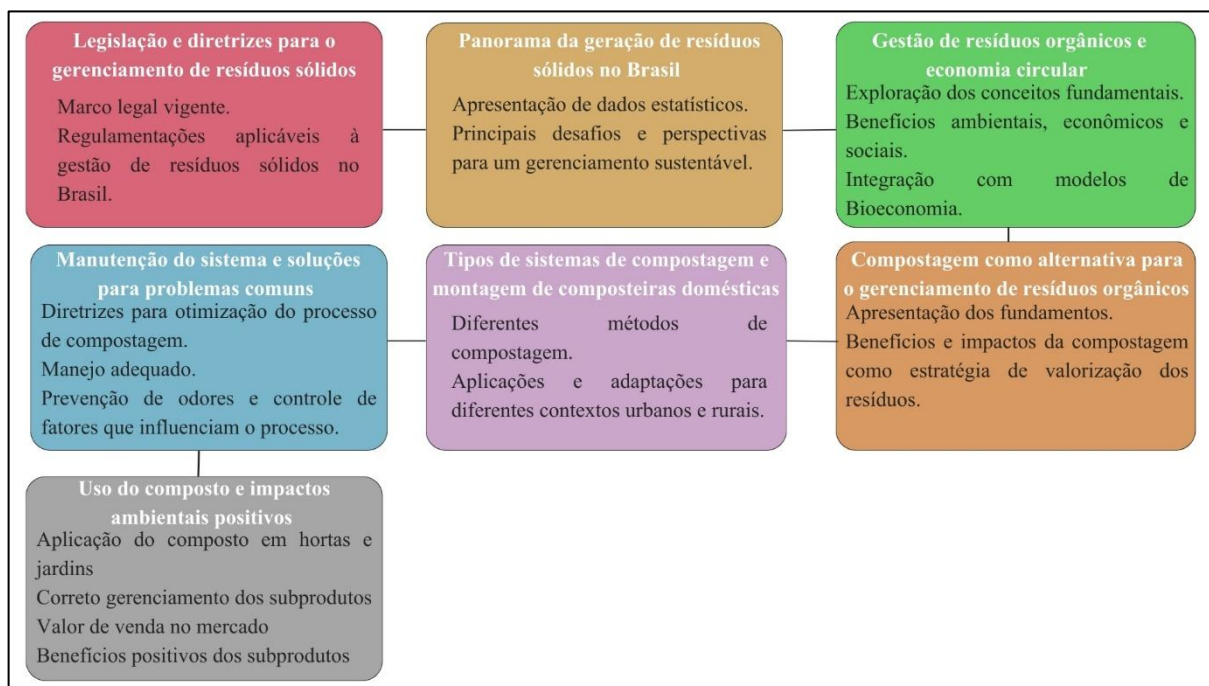 Legislação e diretrizes para o
gerenciamento de resíduos sólidos
Marco legal vigente.
Regulamentações aplicáveis à
gestão de resíduos sólidos no
Brasil.
Panorama da geração de resíduos
sólidos no Brasil
Apresentação de dados estatísticos.
Principais desafios e perspectivas
para um gerenciamento sustentável.
Gestão de resíduos orgânicos e
economia circular
Exploração dos conceitos fundamentais.
Benefícios ambientais, econômicos e
sociais.
Integração com modelos de
Bioeconomia.
Compostagem como alternativa para
o gerenciamento de resíduos orgânicos
Apresentação dos fundamentos.
Benefícios e impactos da compostagem
como estratégia de valorização dos
resíduos.
Tipos de sistemas de compostagem e
montagem de composteiras domésticas
Diferentes métodos de
compostagem.
Aplicações e adaptações para
diferentes contextos urbanos e rurais.
Manutenção do sistema e soluções
para problemas comuns
Diretrizes para otimização do processo
de compostagem.
Manejo adequado.
Prevenção de odores e controle de
fatores que influenciam o processo.
Uso do composto e impactos
ambientais positivos
Aplicação do composto em hortas e
jardins
Correto gerenciamento dos subprodutos
Valor de venda no mercado
Benefícios positivos dos subprodutos